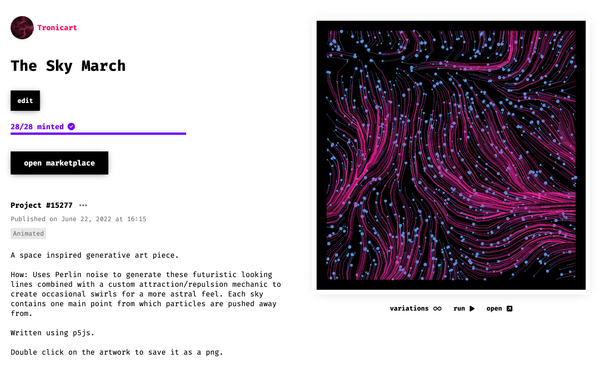 Tronicart
The Sky March
edit
28/28 minted
open marketplace
Project #15277 ···
Published on June 22, 2022 at 16:15
Animated
A space inspired generative art piece.
How: Uses Perlin noise to generate these futuristic looking
lines combined with a custom attraction/repulsion mechanic to
create occasional swirls for a more astral feel. Each sky
contains one main point from which particles are pushed away
from.
Written using p5js.
Double click on the artwork to save it as a png.
variations run open